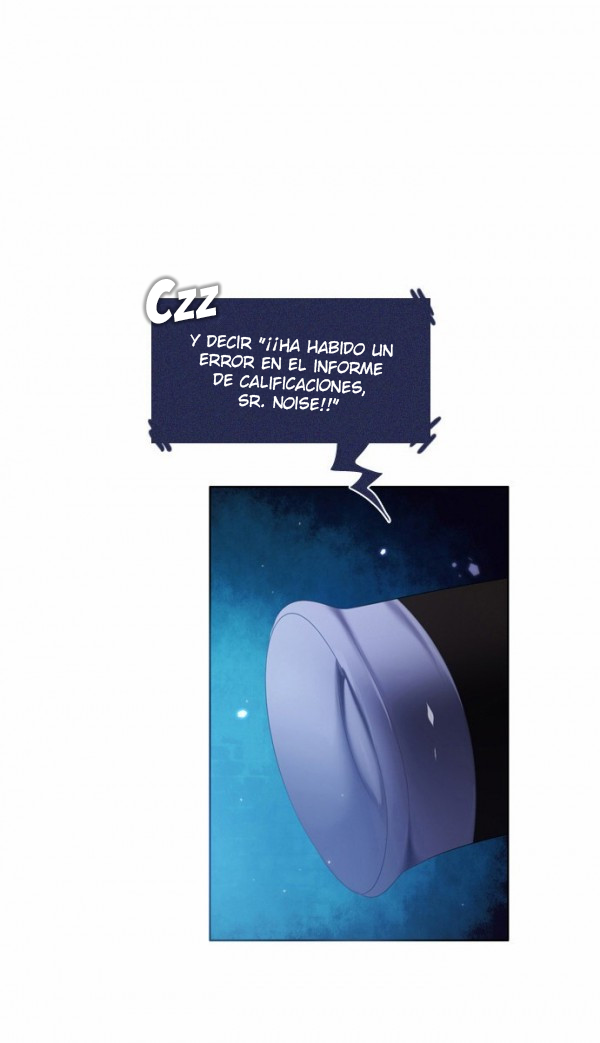 Czz
Y DECIR "¡¡HA HABIDO UN
ERROR EN EL INFORME
DE CALIFICACIONES,
SR. NOISE!!"